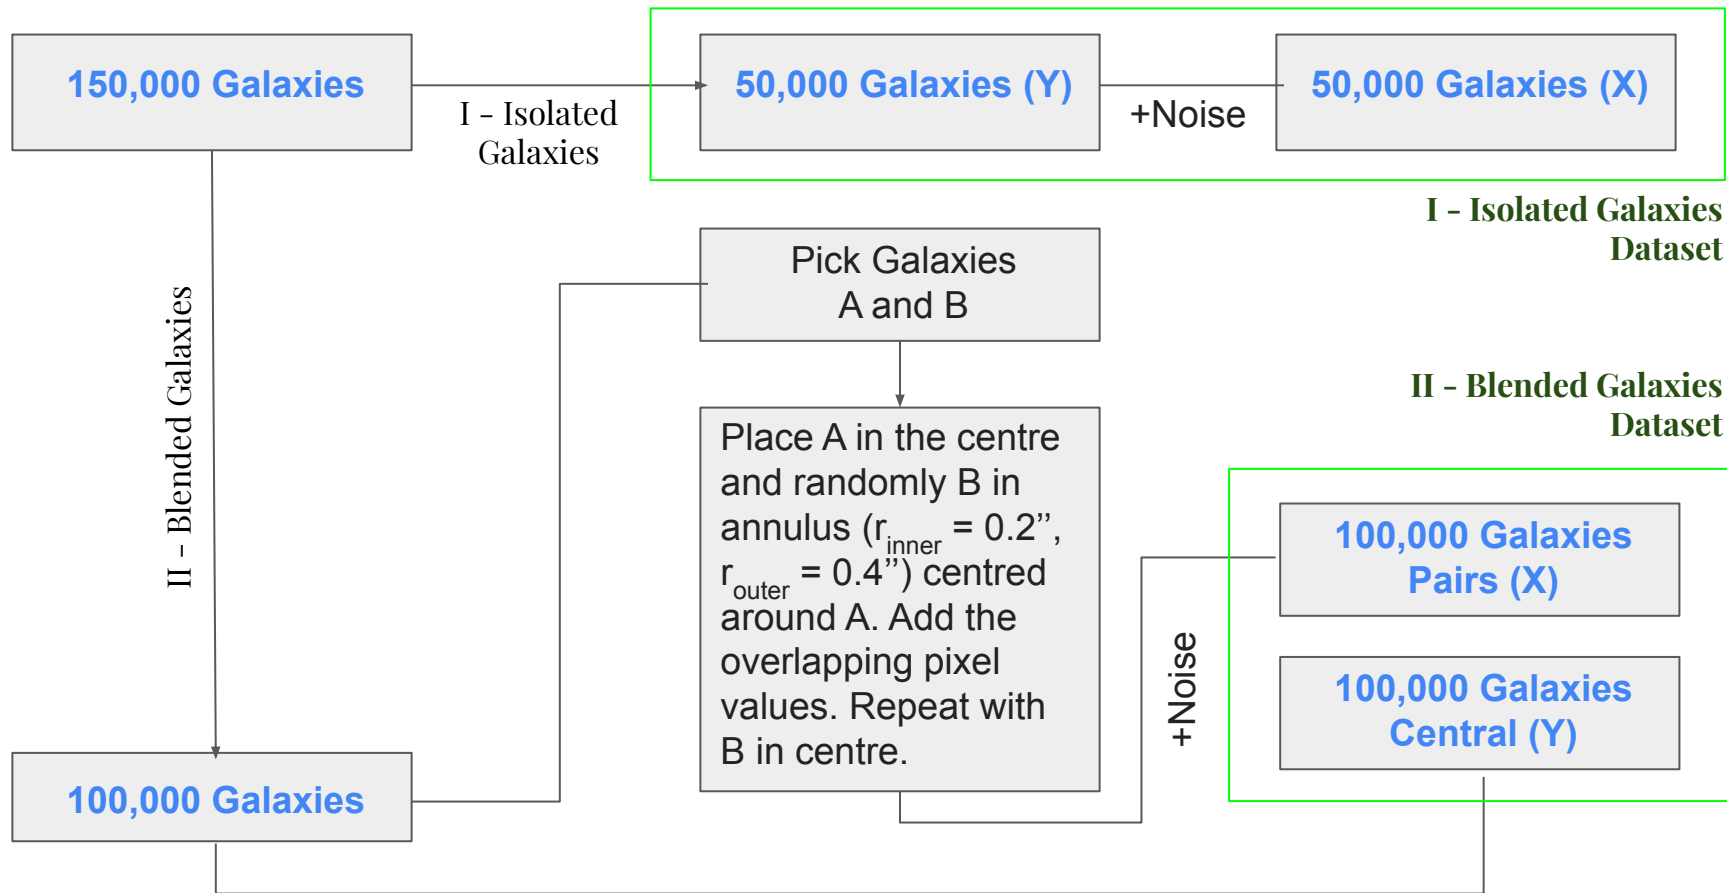 150,000 Galaxies
I - Isolated
Galaxies
50,000 Galaxies (Y)
+Noise
50,000 Galaxies (X)
I - Isolated Galaxies
Dataset
II - Blended Galaxies
Pick Galaxies
A and B
Place A in the centre
and randomly B in
annulus (r_inner = 0.2’’,
r_outer = 0.4’’) centred
around A. Add the
overlapping pixel
values. Repeat with
B in centre.
+Noise
II - Blended Galaxies
Dataset
100,000 Galaxies
Pairs (X)
100,000 Galaxies
Central (Y)
100,000 Galaxies